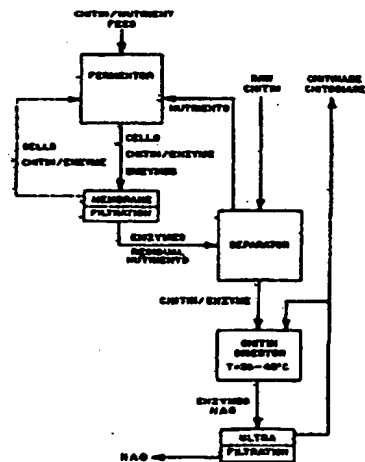 CHITIN/NUTRIENT
FEED
FERMENTOR
RAW
CHITIN
CHITINASE
CHITOBIASE
NUTRIENTS
CELLS
CHITIN/ENZYME
CELLS
CHITIN/ENZYME
ENZYMES
MEMBRANE
FILTRATION
ENZYMES
RESIDUAL
NUTRIENTS
SEPARATOR
CHITIN/ENZYME
CHITIN
DIGESTOR
ENZYMES
NAG
ULTRA
FILTRATION
NAG